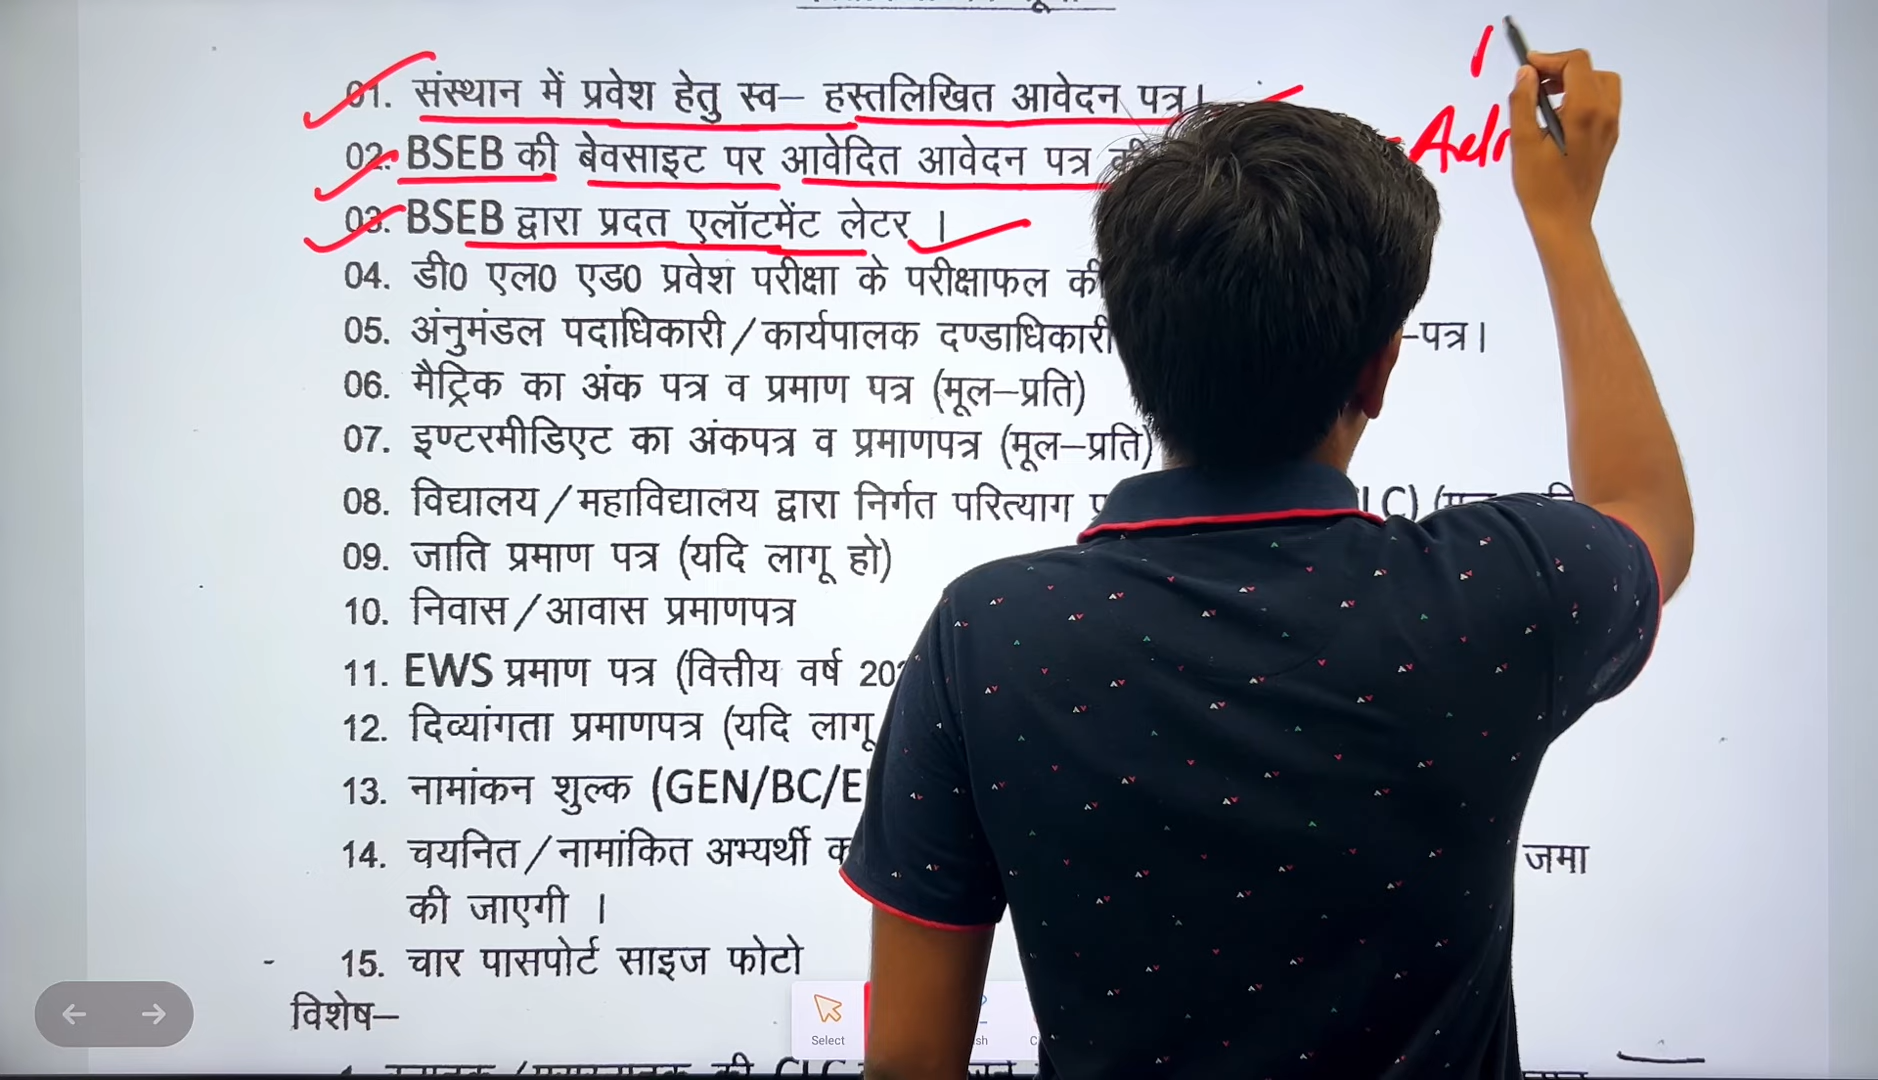 01. संस्थान में प्रवेश हेतु स्व– हस्तलिखित आवेदन पत्र।
02. BSEB की बेवसाइट पर आवेदित आवेदन पत्र की
03. BSEB द्वारा प्रदत एलॉटमेंट लेटर ।
04. डी0 एल0 एड0 प्रवेश परीक्षा के परीक्षाफल की
05. अंनुमंडल पदाधिकारी/कार्यपालक दण्डाधिकारी –पत्र।
06. मैट्रिक का अंक पत्र व प्रमाण पत्र (मूल–प्रति)
07. इण्टरमीडिएट का अंकपत्र व प्रमाणपत्र (मूल–प्रति)
08. विद्यालय/महाविद्यालय द्वारा निर्गत परित्याग LC)
09. जाति प्रमाण पत्र (यदि लागू हो)
10. निवास/आवास प्रमाणपत्र
11. EWS प्रमाण पत्र (वित्तीय वर्ष 20
12. दिव्यांगता प्रमाणपत्र (यदि लागू
13. नामांकन शुल्क (GEN/BC/E
14. चयनित/नामांकित अभ्यर्थी जमा
की जाएगी ।
15. चार पासपोर्ट साइज फोटो
विशेष–
Select